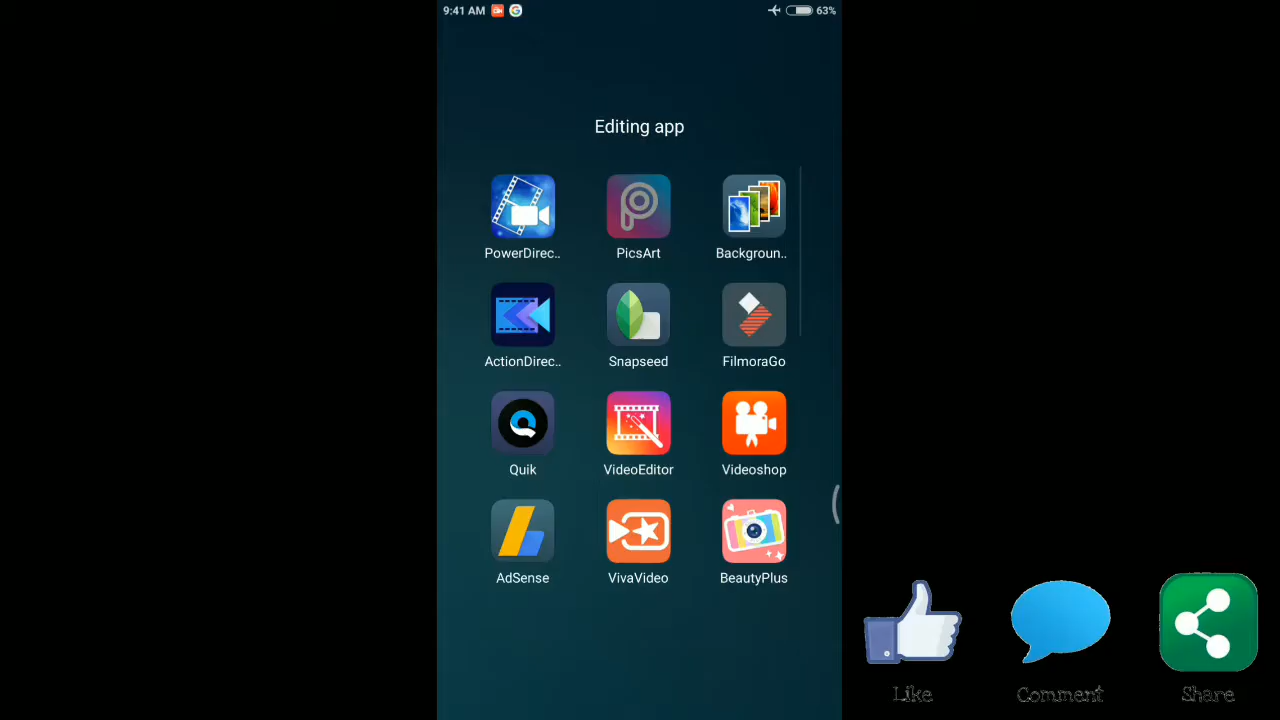 9:41 AM
63%
Editing app
PowerDirec..
PicsArt
Backgroun..
ActionDirec..
Snapseed
FilmoraGo
Quik
VideoEditor
Videoshop
AdSense
VivaVideo
BeautyPlus
Like
Comment
Share